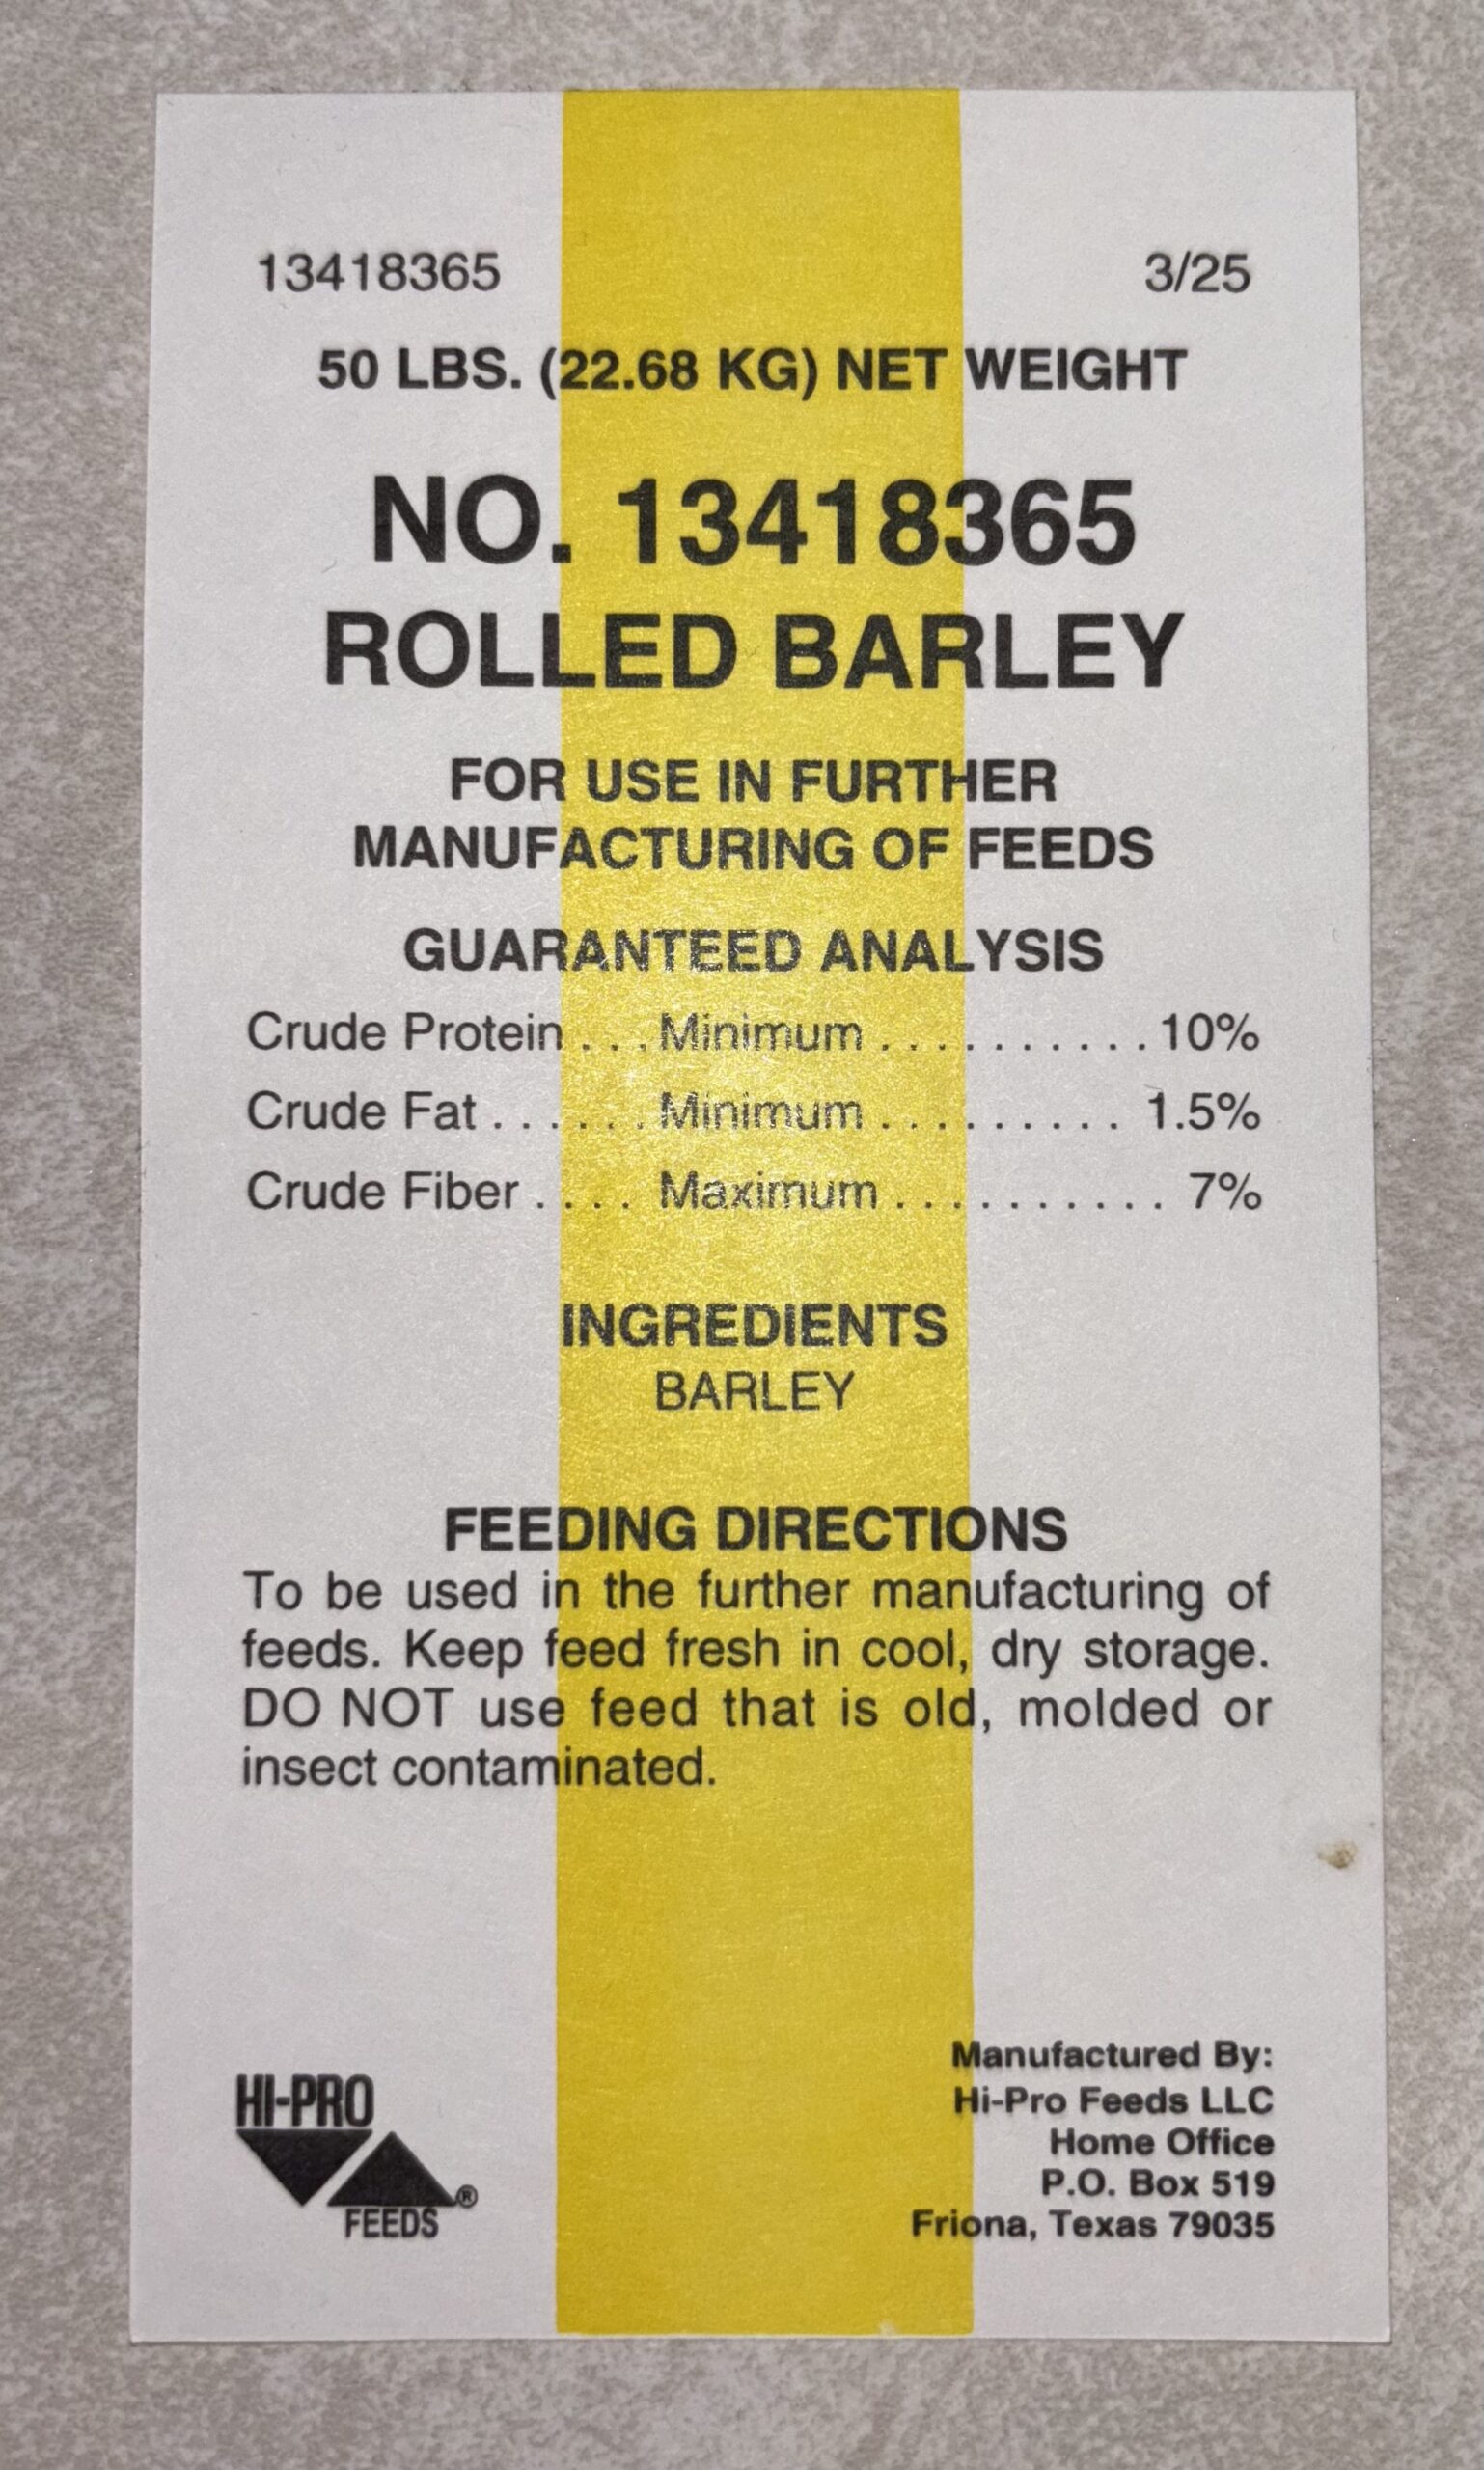 13418365 3/25
50 LBS. (22.68 KG) NET WEIGHT
NO. 13418365
ROLLED BARLEY
FOR USE IN FURTHER
MANUFACTURING OF FEEDS
GUARANTEED ANALYSIS
Crude Protein . . . Minimum . . . . . . . . . . 10%
Crude Fat . . . . . . Minimum . . . . . . . . . 1.5%
Crude Fiber . . . . Maximum . . . . . . . . . . 7%
INGREDIENTS
BARLEY
FEEDING DIRECTIONS
To be used in the further manufacturing of
feeds. Keep feed fresh in cool, dry storage.
DO NOT use feed that is old, molded or
insect contaminated.
HI-PRO
FEEDS®
Manufactured By:
Hi-Pro Feeds LLC
Home Office
P.O. Box 519
Friona, Texas 79035